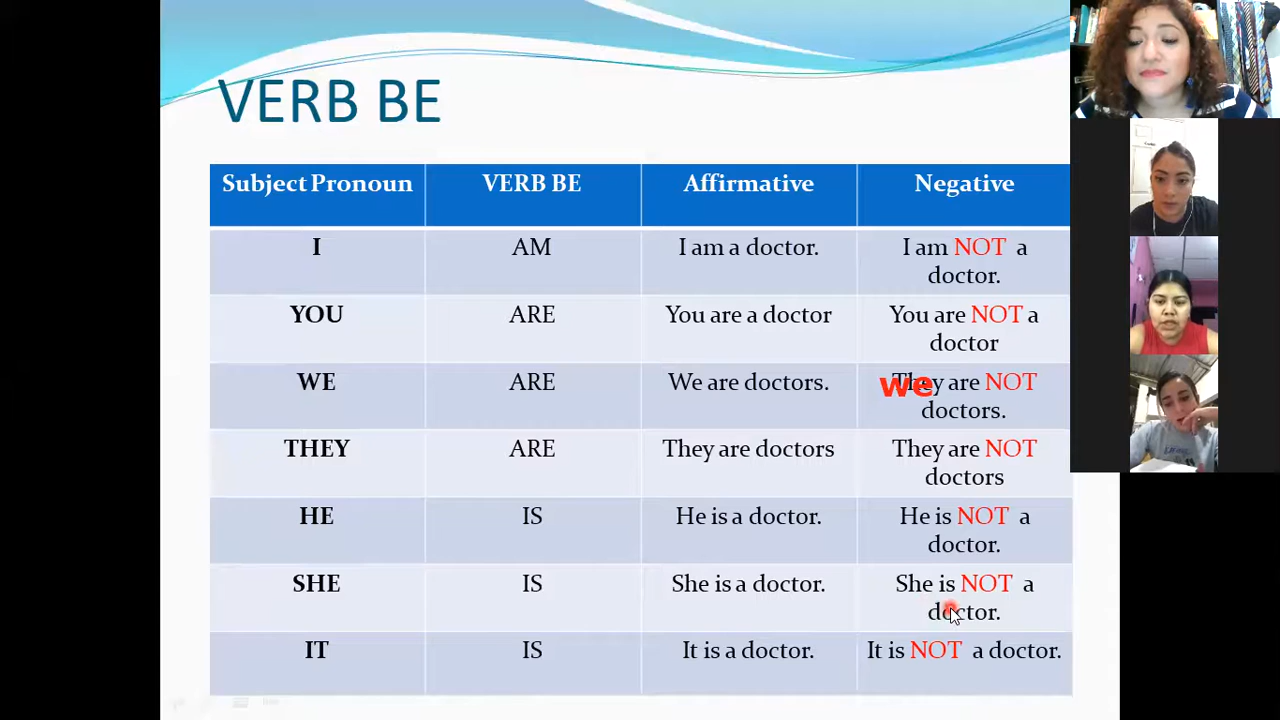 VERB BE
Subject Pronoun VERB BE Affirmative Negative
I AM I am a doctor. I am NOT a
doctor.
YOU ARE You are a doctor You are NOT a
doctor
WE ARE We are doctors. we They are NOT
doctors.
THEY ARE They are doctors They are NOT
doctors
HE IS He is a doctor. He is NOT a
doctor.
SHE IS She is a doctor. She is NOT a
doctor.
IT IS It is a doctor. It is NOT a doctor.